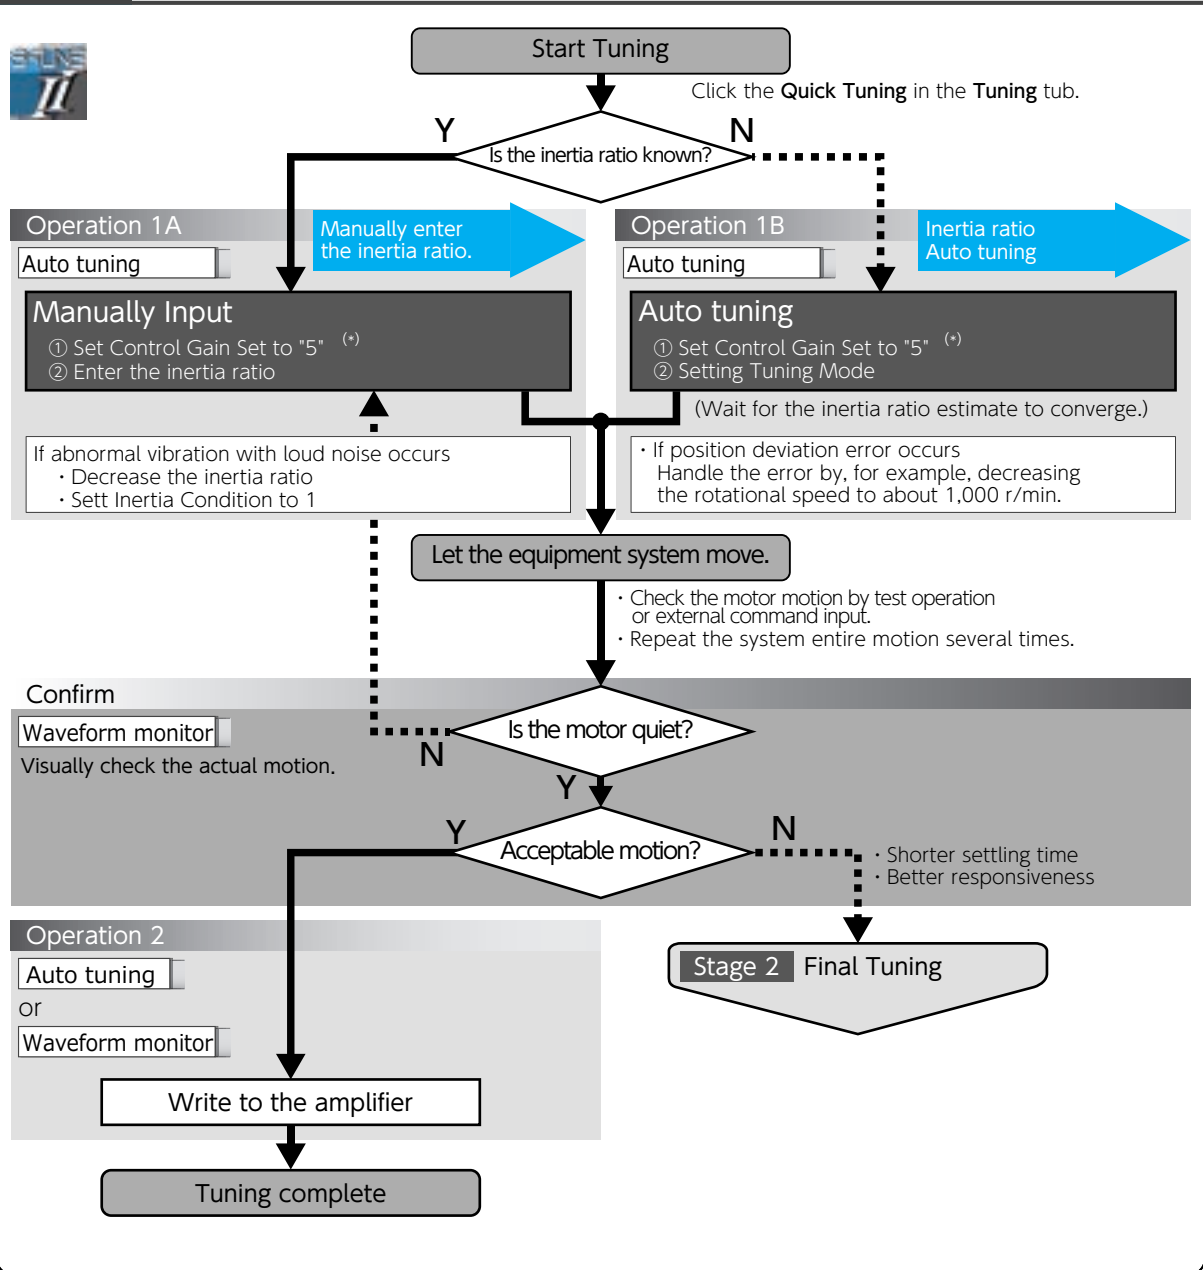 Start Tuning
Click the Quick Tuning in the Tuning tub.
Y
N
Is the inertia ratio known?
Operation 1A
Manually enter
the inertia ratio.
Auto tuning
Manually Input
① Set Control Gain Set to "5" (*)
② Enter the inertia ratio
If abnormal vibration with loud noise occurs
・Decrease the inertia ratio
・Sett Inertia Condition to 1
Operation 1B
Inertia ratio
Auto tuning
Auto tuning
Auto tuning
① Set Control Gain Set to "5" (*)
② Setting Tuning Mode
(Wait for the inertia ratio estimate to converge.)
・If position deviation error occurs
Handle the error by, for example, decreasing
the rotational speed to about 1,000 r/min.
Let the equipment system move.
・Check the motor motion by test operation
or external command input.
・Repeat the system entire motion several times.
Confirm
Waveform monitor
Visually check the actual motion.
Is the motor quiet?
N
Y
Y
Acceptable motion?
N
・Shorter settling time
・Better responsiveness
Operation 2
Auto tuning
or
Waveform monitor
Stage 2 Final Tuning
Write to the amplifier
Tuning complete